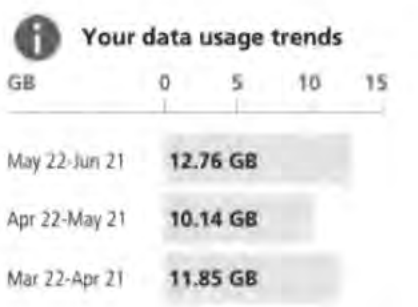 i Your data usage trends
GB 0 5 10 15
May 22-Jun 21 12.76 GB
Apr 22-May 21 10.14 GB
Mar 22-Apr 21 11.85 GB